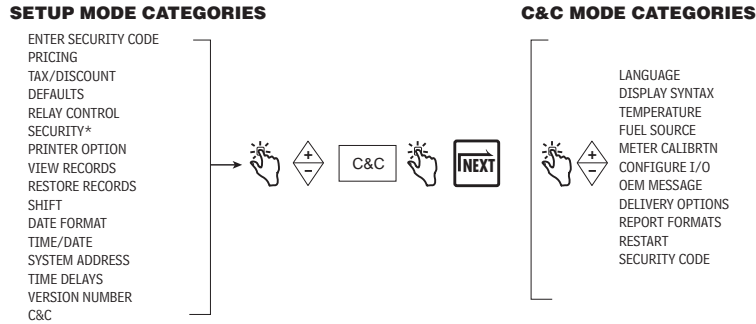 SETUP MODE CATEGORIES
ENTER SECURITY CODE
PRICING
TAX/DISCOUNT
DEFAULTS
RELAY CONTROL
SECURITY*
PRINTER OPTION
VIEW RECORDS
RESTORE RECORDS
SHIFT
DATE FORMAT
TIME/DATE
SYSTEM ADDRESS
TIME DELAYS
VERSION NUMBER
C&C
+
–
C&C
NEXT
C&C MODE CATEGORIES
+
–
LANGUAGE
DISPLAY SYNTAX
TEMPERATURE
FUEL SOURCE
METER CALIBRTN
CONFIGURE I/O
OEM MESSAGE
DELIVERY OPTIONS
REPORT FORMATS
RESTART
SECURITY CODE